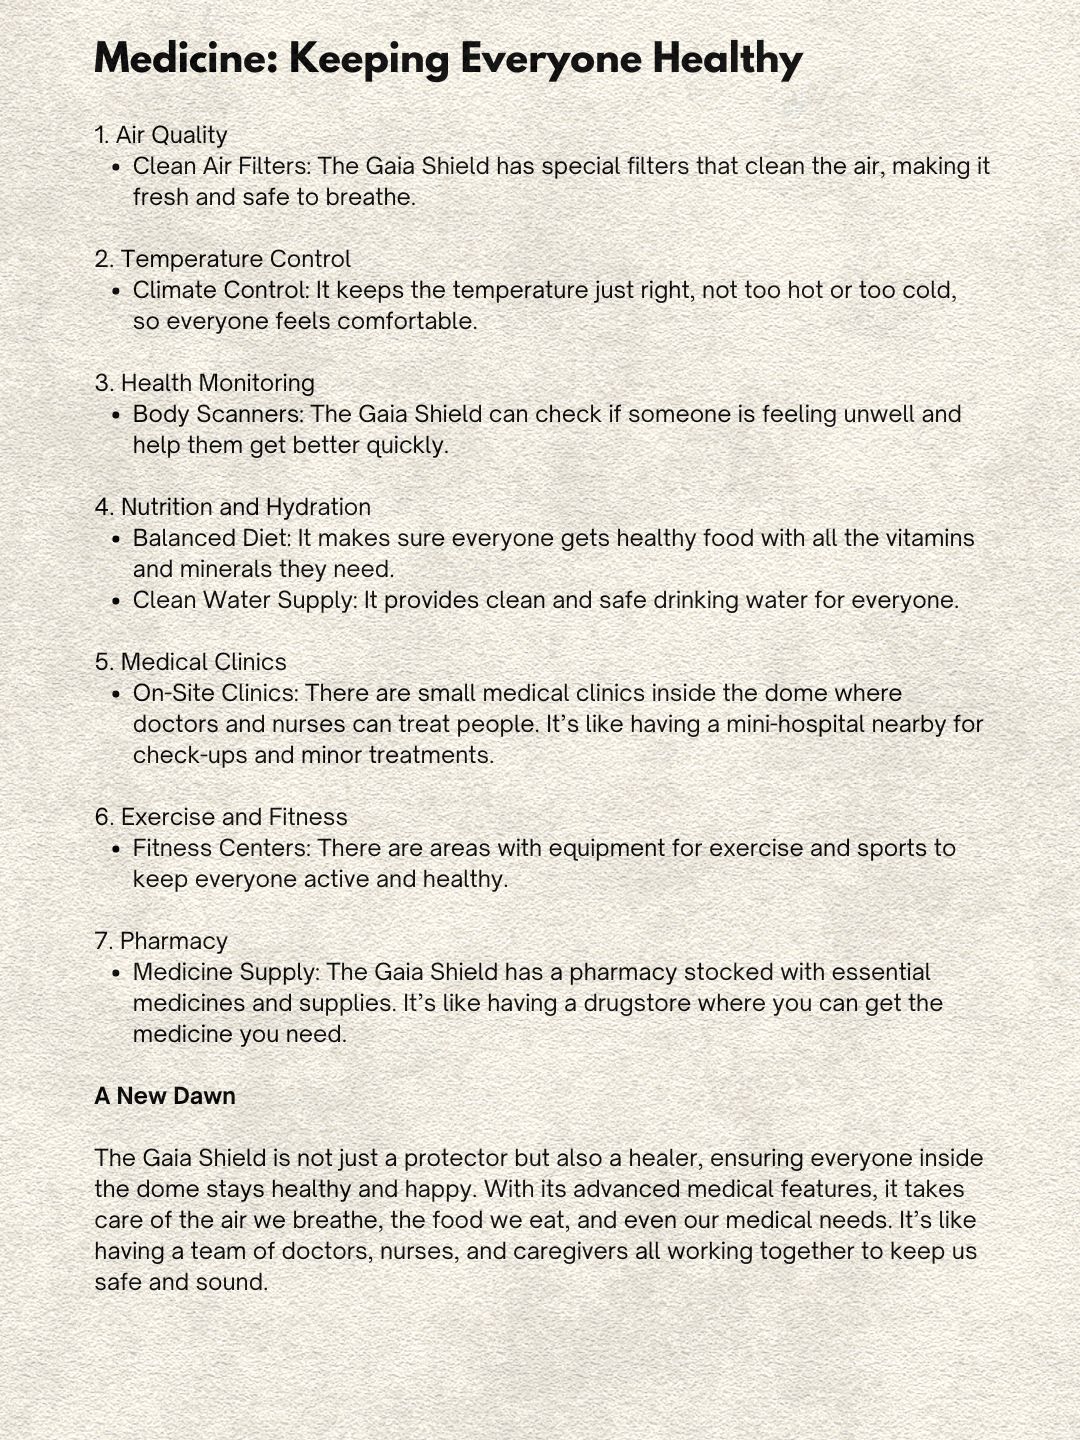 Medicine: Keeping Everyone Healthy
1. Air Quality
• Clean Air Filters: The Gaia Shield has special filters that clean the air, making it
fresh and safe to breathe.
2. Temperature Control
• Climate Control: It keeps the temperature just right, not too hot or too cold,
so everyone feels comfortable.
3. Health Monitoring
• Body Scanners: The Gaia Shield can check if someone is feeling unwell and
help them get better quickly.
4. Nutrition and Hydration
• Balanced Diet: It makes sure everyone gets healthy food with all the vitamins
and minerals they need.
• Clean Water Supply: It provides clean and safe drinking water for everyone.
5. Medical Clinics
• On-Site Clinics: There are small medical clinics inside the dome where
doctors and nurses can treat people. It’s like having a mini-hospital nearby for
check-ups and minor treatments.
6. Exercise and Fitness
• Fitness Centers: There are areas with equipment for exercise and sports to
keep everyone active and healthy.
7. Pharmacy
• Medicine Supply: The Gaia Shield has a pharmacy stocked with essential
medicines and supplies. It’s like having a drugstore where you can get the
medicine you need.
A New Dawn
The Gaia Shield is not just a protector but also a healer, ensuring everyone inside
the dome stays healthy and happy. With its advanced medical features, it takes
care of the air we breathe, the food we eat, and even our medical needs. It’s like
having a team of doctors, nurses, and caregivers all working together to keep us
safe and sound.